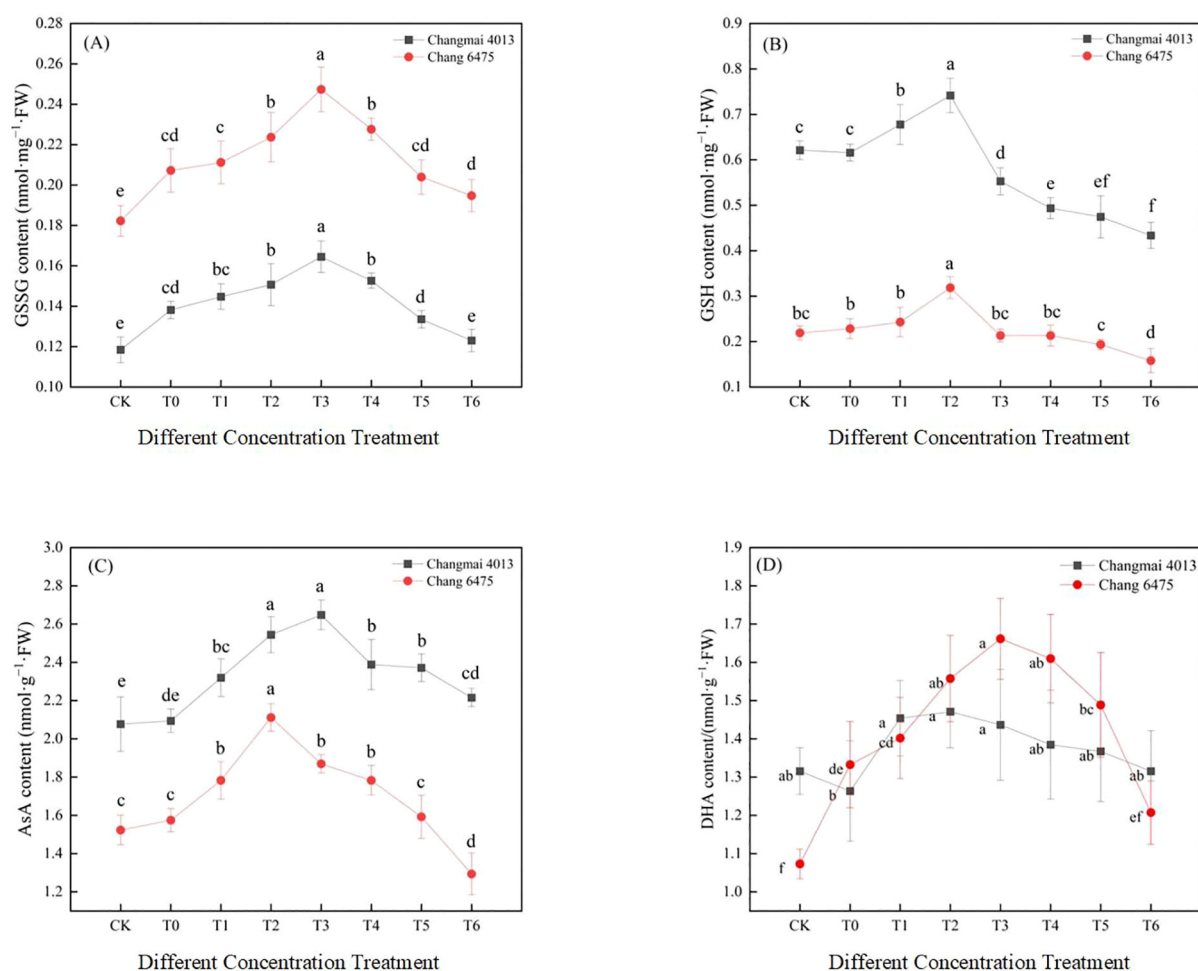 (A)
Changmai 4013
Chang 6475
GSSG content (nmol·mg⁻¹·FW)
0.28
0.26
0.24
0.22
0.20
0.18
0.16
0.14
0.12
0.10
e
cd
c
b
a
b
cd
d
e
cd
bc
b
a
b
d
e
CK T0 T1 T2 T3 T4 T5 T6
Different Concentration Treatment
(B)
Changmai 4013
Chang 6475
GSH content (nmol·mg⁻¹·FW)
0.9
0.8
0.7
0.6
0.5
0.4
0.3
0.2
0.1
c
c
b
a
d
e
ef
f
bc
b
b
a
bc
bc
c
d
CK T0 T1 T2 T3 T4 T5 T6
Different Concentration Treatment
(C)
Changmai 4013
Chang 6475
AsA content (nmol·g⁻¹·FW)
3.0
2.8
2.6
2.4
2.2
2.0
1.8
1.6
1.4
1.2
e
de
bc
a
a
b
b
cd
c
c
b
a
b
b
c
d
CK T0 T1 T2 T3 T4 T5 T6
Different Concentration Treatment
(D)
Changmai 4013
Chang 6475
DHA content/(nmol·g⁻¹·FW)
1.9
1.8
1.7
1.6
1.5
1.4
1.3
1.2
1.1
1.0
ab
b
a
a
a
ab
ab
ab
f
de
cd
ab
a
ab
bc
ef
CK T0 T1 T2 T3 T4 T5 T6
Different Concentration Treatment